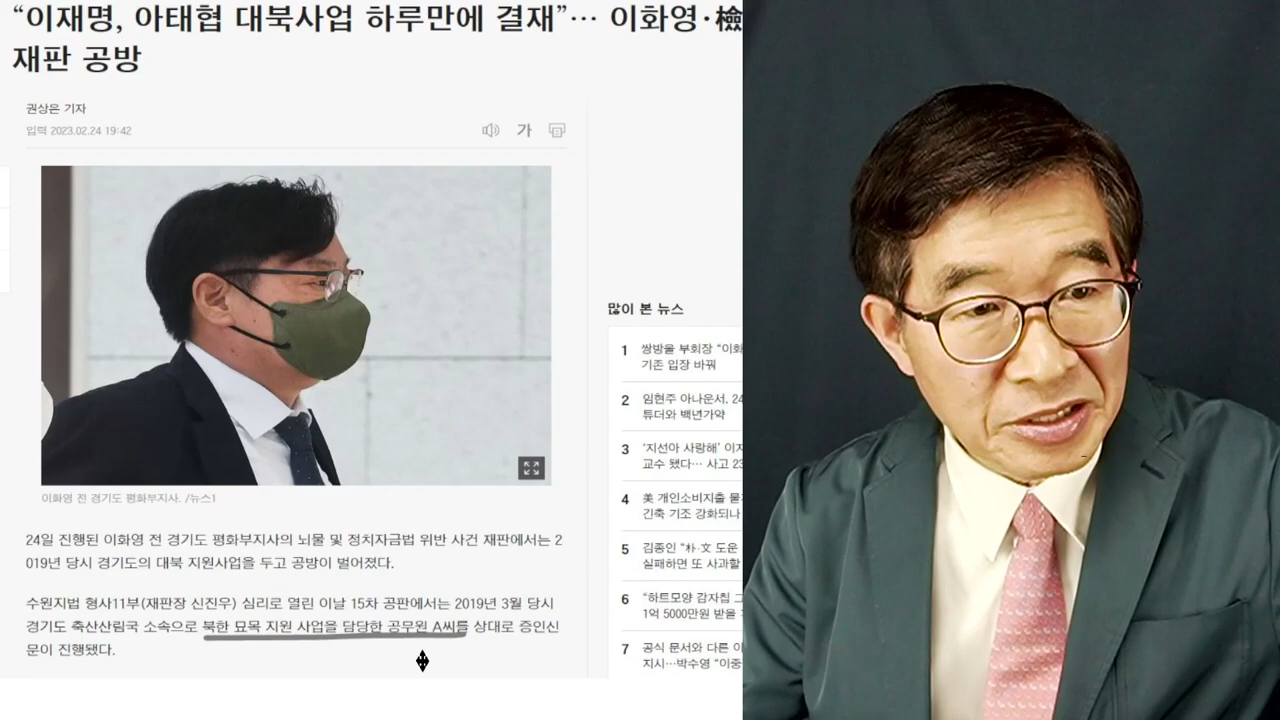 “이재명, 아태협 대북사업 하루만에 결재”… 이화영·檢
재판 공방
권상은 기자
입력 2023.02.24 19:42
가
이화영 전 경기도 평화부지사. /뉴스1
24일 진행된 이화영 전 경기도 평화부지사의 뇌물 및 정치자금법 위반 사건 재판에서는 2
019년 당시 경기도의 대북 지원사업을 두고 공방이 벌어졌다.
수원지법 형사11부(재판장 신진우) 심리로 열린 이날 15차 공판에서는 2019년 3월 당시
경기도 축산산림국 소속으로 북한 묘목 지원 사업을 담당한 공무원 A씨를 상대로 증인신
문이 진행됐다.
많이 본 뉴스
1 쌍방울 부회장 “이화
기존 입장 바꿔
2 임현주 아나운서, 24
튜더와 백년가약
3 ‘지선아 사랑해’ 이지
교수 됐다… 사고 23
4 美 개인소비지출 물
긴축 기조 강화되나
5 김종인 “朴·文 도운
실패하면 또 사과할
6 “하트모양 감자칩 그
1억 5000만원 받을
7 공식 문서와 다른 이
지시…박수영 “이중